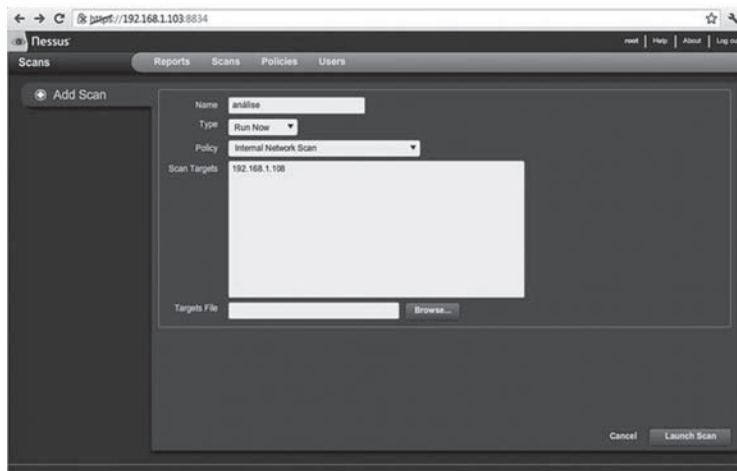 https://192.168.1.103:8834
nessus
root | Help | About | Log ou
Scans
Reports Scans Policies Users
Add Scan
Name análise
Type Run Now
Policy Internal Network Scan
Scan Targets 192.168.1.108
Targets File Browse...
Cancel Launch Scan